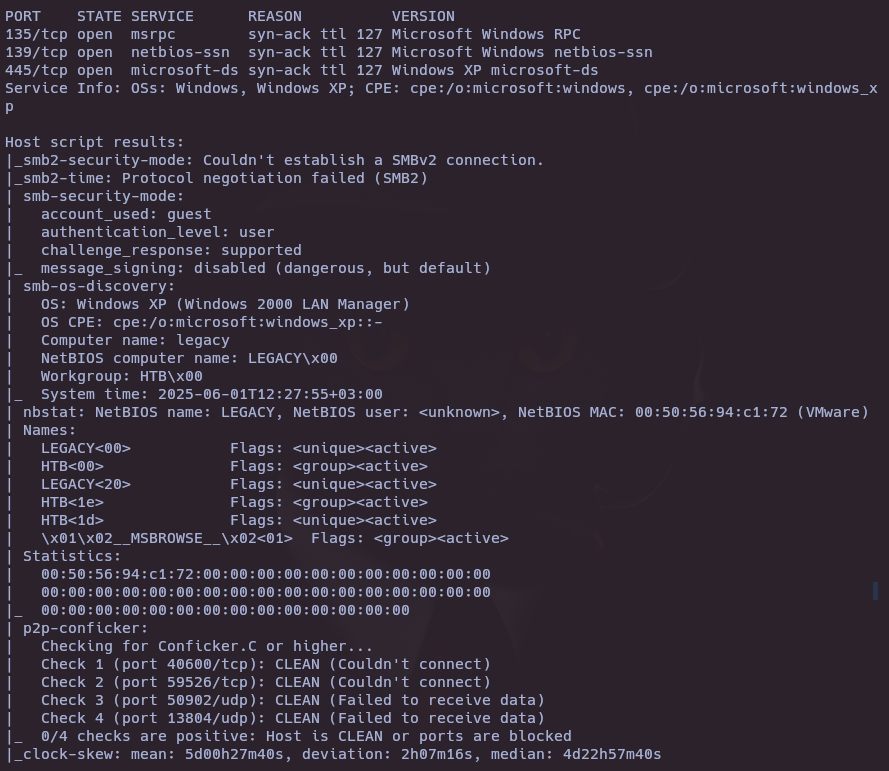 PORT    STATE SERVICE      REASON          VERSION
135/tcp open  msrpc        syn-ack ttl 127 Microsoft Windows RPC
139/tcp open  netbios-ssn  syn-ack ttl 127 Microsoft Windows netbios-ssn
445/tcp open  microsoft-ds syn-ack ttl 127 Windows XP microsoft-ds
Service Info: OSs: Windows, Windows XP; CPE: cpe:/o:microsoft:windows, cpe:/o:microsoft:windows_x
p

Host script results:
|_smb2-security-mode: Couldn't establish a SMBv2 connection.
|_smb2-time: Protocol negotiation failed (SMB2)
| smb-security-mode:
|   account_used: guest
|   authentication_level: user
|   challenge_response: supported
|_  message_signing: disabled (dangerous, but default)
| smb-os-discovery:
|   OS: Windows XP (Windows 2000 LAN Manager)
|   OS CPE: cpe:/o:microsoft:windows_xp::-
|   Computer name: legacy
|   NetBIOS computer name: LEGACY\x00
|   Workgroup: HTB\x00
|_  System time: 2025-06-01T12:27:55+03:00
| nbstat: NetBIOS name: LEGACY, NetBIOS user: <unknown>, NetBIOS MAC: 00:50:56:94:c1:72 (VMware)
| Names:
|   LEGACY<00>           Flags: <unique><active>
|   HTB<00>              Flags: <group><active>
|   LEGACY<20>           Flags: <unique><active>
|   HTB<1e>              Flags: <group><active>
|   HTB<1d>              Flags: <unique><active>
|   \x01\x02__MSBROWSE__\x02<01>  Flags: <group><active>
| Statistics:
|   00:50:56:94:c1:72:00:00:00:00:00:00:00:00:00:00:00
|   00:00:00:00:00:00:00:00:00:00:00:00:00:00:00:00:00
|_  00:00:00:00:00:00:00:00:00:00:00:00:00:00
| p2p-conficker:
|   Checking for Conficker.C or higher...
|   Check 1 (port 40600/tcp): CLEAN (Couldn't connect)
|   Check 2 (port 59526/tcp): CLEAN (Couldn't connect)
|   Check 3 (port 50902/udp): CLEAN (Failed to receive data)
|   Check 4 (port 13804/udp): CLEAN (Failed to receive data)
|_  0/4 checks are positive: Host is CLEAN or ports are blocked
|_clock-skew: mean: 5d00h27m40s, deviation: 2h07m16s, median: 4d22h57m40s